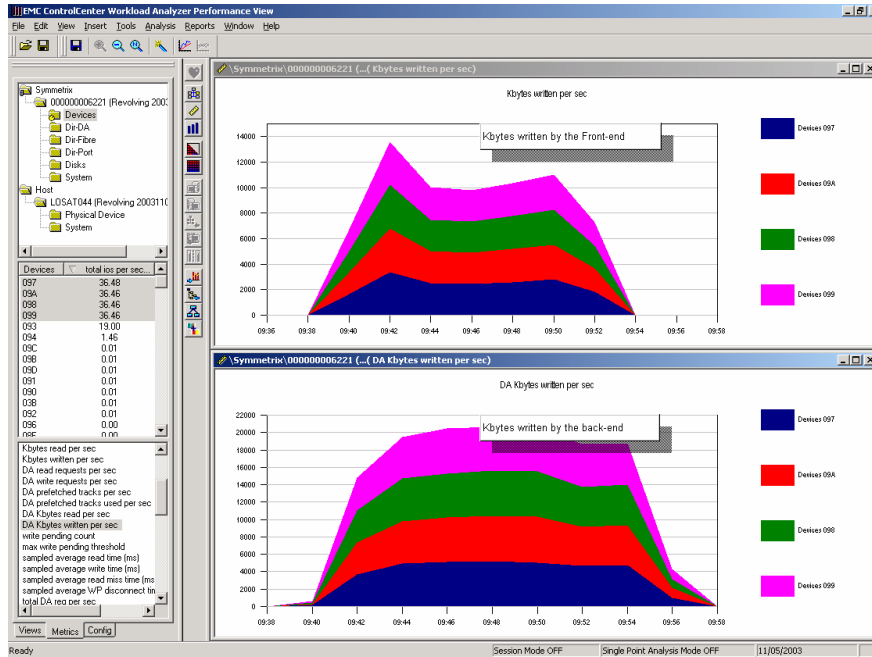 EMC ControlCenter Workload Analyzer Performance View
File Edit View Insert Tools Analysis Reports Window Help
Symmetrix
000000006221 (Revolving 2003
Devices
Dir-DA
Dir-Fibre
Dir-Port
Disks
System
Host
LOSAT044 (Revolving 2003110
Physical Device
System
Devices total ios per sec...
097 36.48
09A 36.46
098 36.46
099 36.46
093 19.00
094 1.46
09C 0.01
09B 0.01
09D 0.01
091 0.01
090 0.01
03B 0.01
092 0.01
096 0.00
Kbytes read per sec
Kbytes written per sec
DA read requests per sec
DA write requests per sec
DA prefetched tracks per sec
DA prefetched tracks used per sec
DA Kbytes read per sec
DA Kbytes written per sec
write pending count
max write pending threshold
sampled average read time (ms)
sampled average write time (ms)
sampled average read miss time (ms
sampled average WP disconnect tin
total DA req per sec
Views Metrics Config
\Symmetrix\000000006221 (...( Kbytes written per sec)
Kbytes written per sec
Kbytes written by the Front-end
14000
12000
10000
8000
6000
4000
2000
0
09:36 09:38 09:40 09:42 09:44 09:46 09:48 09:50 09:52 09:54 09:56 09:58
Devices 097
Devices 09A
Devices 098
Devices 099
\Symmetrix\000000006221 (...( DA Kbytes written per sec)
DA Kbytes written per sec
Kbytes written by the back-end
22000
20000
18000
16000
14000
12000
10000
8000
6000
4000
2000
0
09:38 09:40 09:42 09:44 09:46 09:48 09:50 09:52 09:54 09:56 09:58
Devices 097
Devices 09A
Devices 098
Devices 099
Ready Session Mode OFF Single Point Analysis Mode OFF 11/05/2003